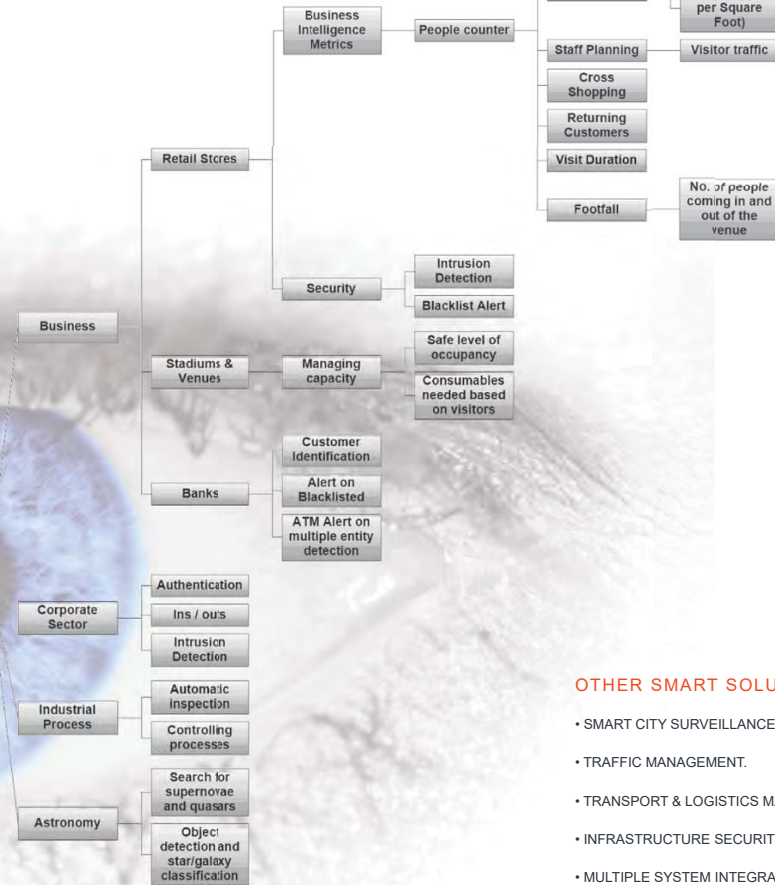 per Square
Foot)
Business
Intelligence
Metrics
People counter
Staff Planning
Visitor traffic
Cross
Shopping
Returning
Customers
Visit Duration
Footfall
No. of people
coming in and
out of the
venue
Retail Stores
Security
Intrusion
Detection
Blacklist Alert
Business
Stadiums &
Venues
Managing
capacity
Safe level of
occupancy
Consumables
needed based
on visitors
Banks
Customer
Identification
Alert on
Blacklisted
ATM Alert on
multiple entity
detection
Corporate
Sector
Authentication
Ins / outs
Intrusion
Detection
Industrial
Process
Automatic
inspection
Controlling
processes
Astronomy
Search for
supernovae
and quasars
Object
detection and
star/galaxy
classification
OTHER SMART SOLU
• SMART CITY SURVEILLANCE
• TRAFFIC MANAGEMENT.
• TRANSPORT & LOGISTICS MA
• INFRASTRUCTURE SECURIT
• MULTIPLE SYSTEM INTEGRA